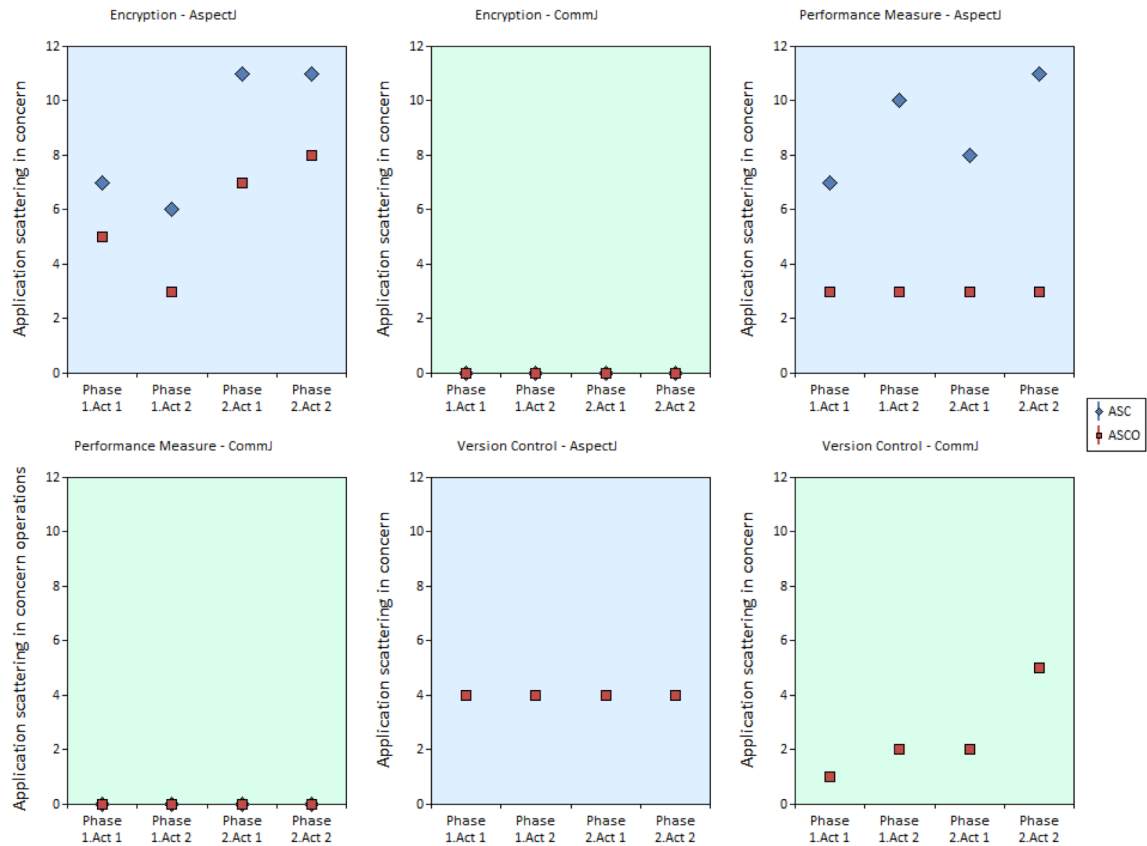 Encryption - AspectJ
Application scattering in concern
12
10
8
6
4
2
0
Phase
1.Act 1
Phase
1.Act 2
Phase
2.Act 1
Phase
2.Act 2
Encryption - CommJ
Application scattering in concern
12
10
8
6
4
2
0
Phase
1.Act 1
Phase
1.Act 2
Phase
2.Act 1
Phase
2.Act 2
Performance Measure - AspectJ
Application scattering in concern
12
10
8
6
4
2
0
Phase
1.Act 1
Phase
1.Act 2
Phase
2.Act 1
Phase
2.Act 2
ASC
ASCO
Performance Measure - CommJ
Application scattering in concern operations
12
10
8
6
4
2
0
Phase
1.Act 1
Phase
1.Act 2
Phase
2.Act 1
Phase
2.Act 2
Version Control - AspectJ
Application scattering in concern
12
10
8
6
4
2
0
Phase
1.Act 1
Phase
1.Act 2
Phase
2.Act 1
Phase
2.Act 2
Version Control - CommJ
Application scattering in concern
12
10
8
6
4
2
0
Phase
1.Act 1
Phase
1.Act 2
Phase
2.Act 1
Phase
2.Act 2